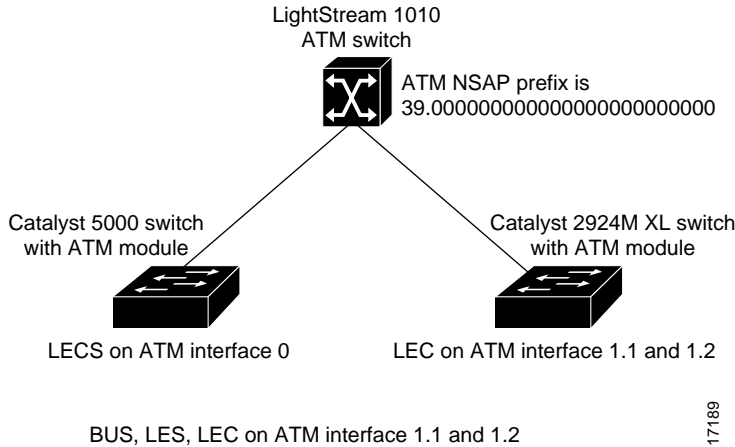 LightStream 1010
ATM switch
ATM NSAP prefix is
39.000000000000000000000000
Catalyst 5000 switch
with ATM module
Catalyst 2924M XL switch
with ATM module
LECS on ATM interface 0
LEC on ATM interface 1.1 and 1.2
BUS, LES, LEC on ATM interface 1.1 and 1.2
17189